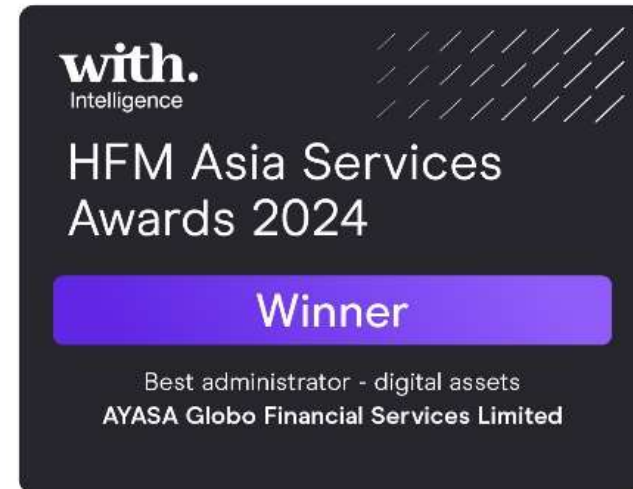 with.
Intelligence
HFM Asia Services
Awards 2024
Winner
Best administrator - digital assets
AYASA Globo Financial Services Limited